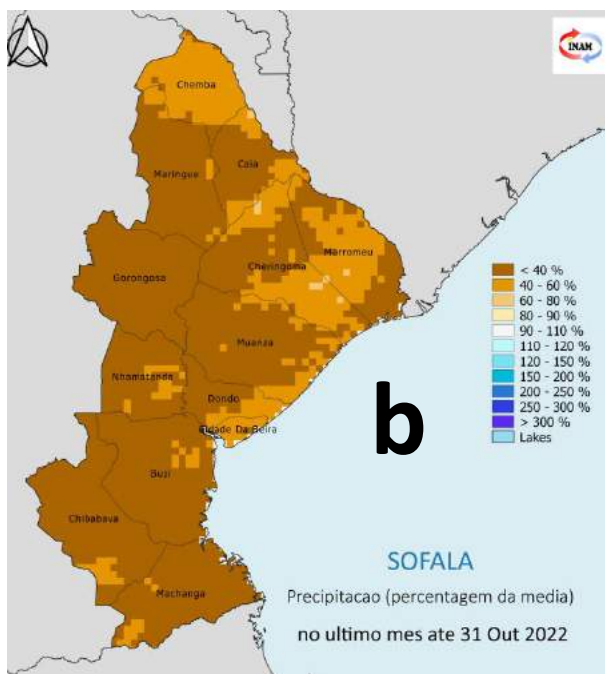 INAM
Chemba
Maringue
Caia
Marromeu
Cheringoma
Gorongosa
Muanza
Nhamatanda
Dondo
Cidade Da Beira
Buzi
Chibabava
Machanga
< 40 %
40 - 60 %
60 - 80 %
80 - 90 %
90 - 110 %
110 - 120 %
120 - 150 %
150 - 200 %
200 - 250 %
250 - 300 %
> 300 %
Lakes
b
SOFALA
Precipitacao (percentagem da media)
no ultimo mes ate 31 Out 2022